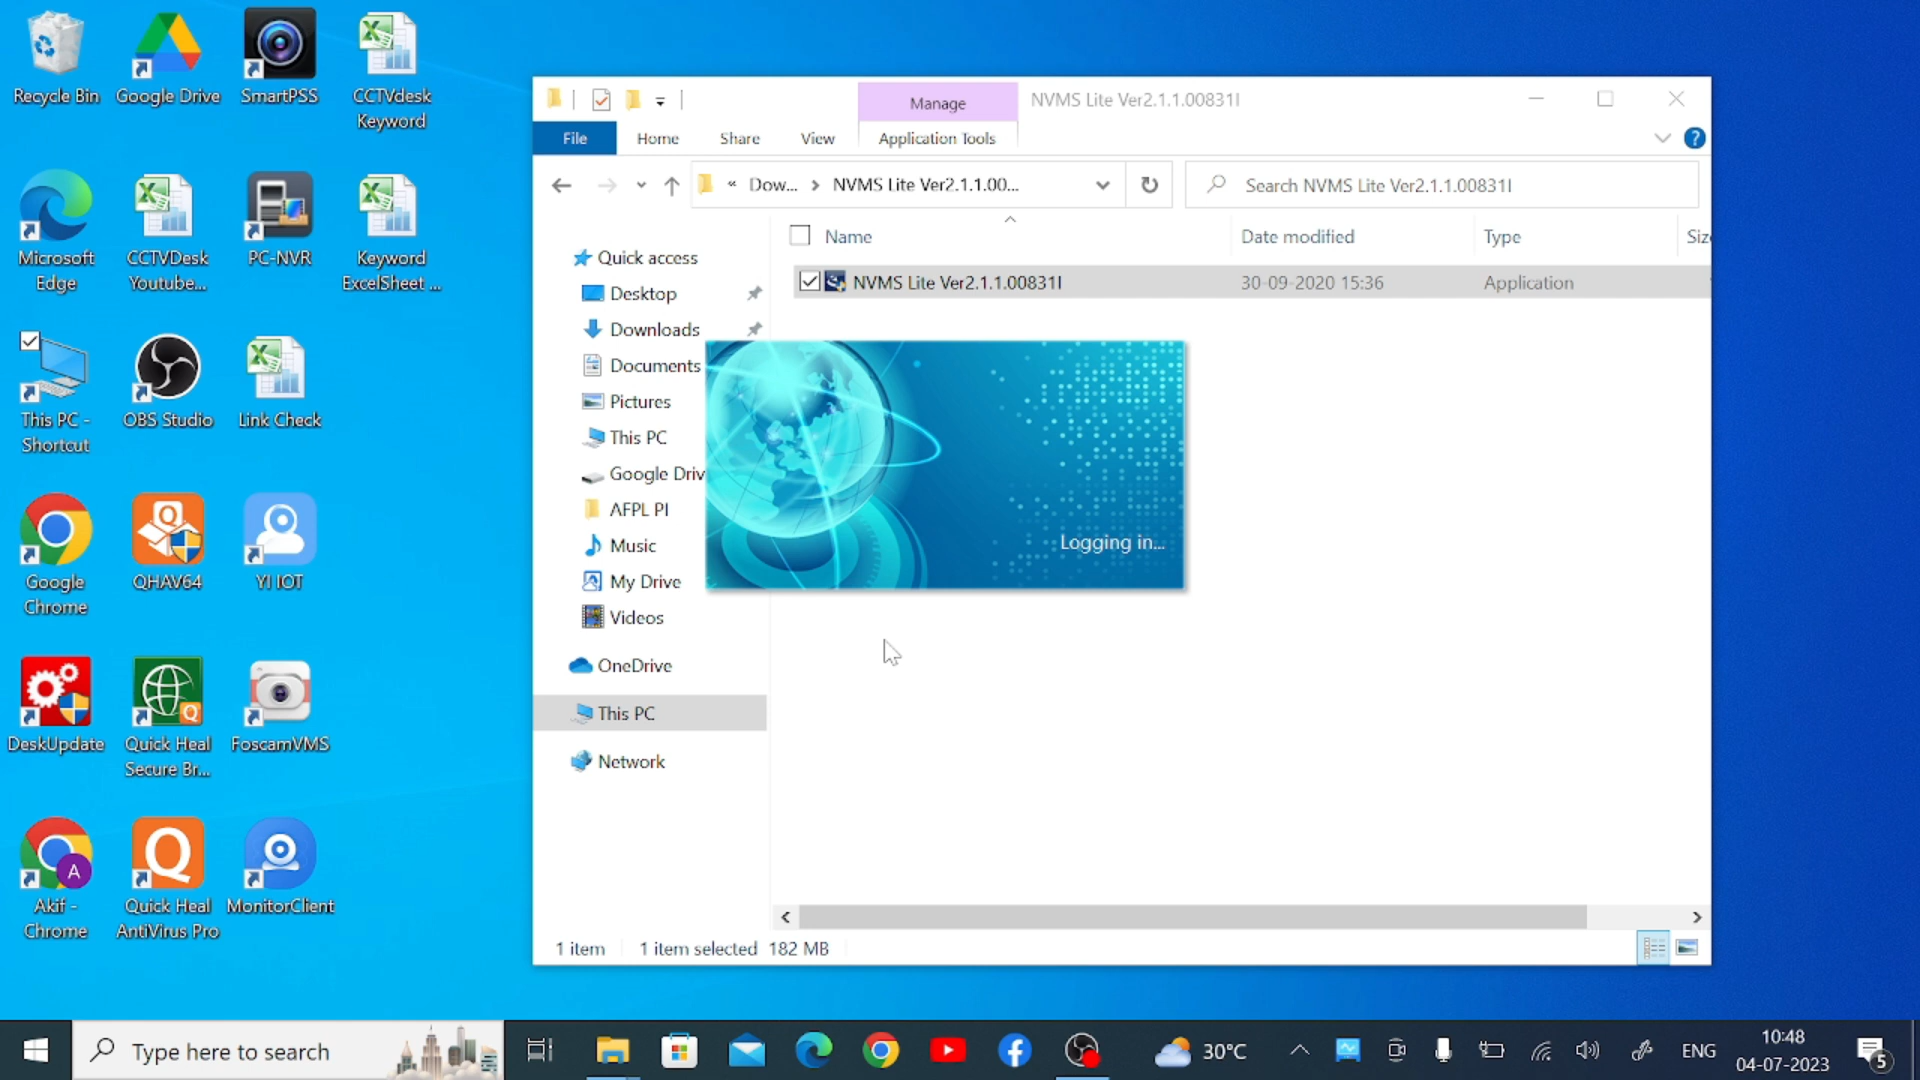 Recycle Bin
Google Drive
SmartPSS
CCTVdesk
Keyword
Microsoft
Edge
CCTVDesk
Youtube...
PC-NVR
Keyword
ExcelSheet ...
This PC -
Shortcut
OBS Studio
Link Check
Google
Chrome
QHAV64
YI IOT
DeskUpdate
Quick Heal
Secure Br...
FoscamVMS
A
Akif -
Chrome
Quick Heal
AntiVirus Pro
MonitorClient
Manage
NVMS Lite Ver2.1.1.00831I
File
Home
Share
View
Application Tools
« Dow... > NVMS Lite Ver2.1.1.00...
Search NVMS Lite Ver2.1.1.00831I
Name
Date modified
Type
Siz
NVMS Lite Ver2.1.1.00831I
30-09-2020 15:36
Application
Quick access
Desktop
Downloads
Documents
Pictures
This PC
Google Driv
AFPL PI
Music
My Drive
Videos
OneDrive
This PC
Network
Logging in...
1 item
1 item selected 182 MB
Type here to search
30°C
ENG
10:48
04-07-2023
5